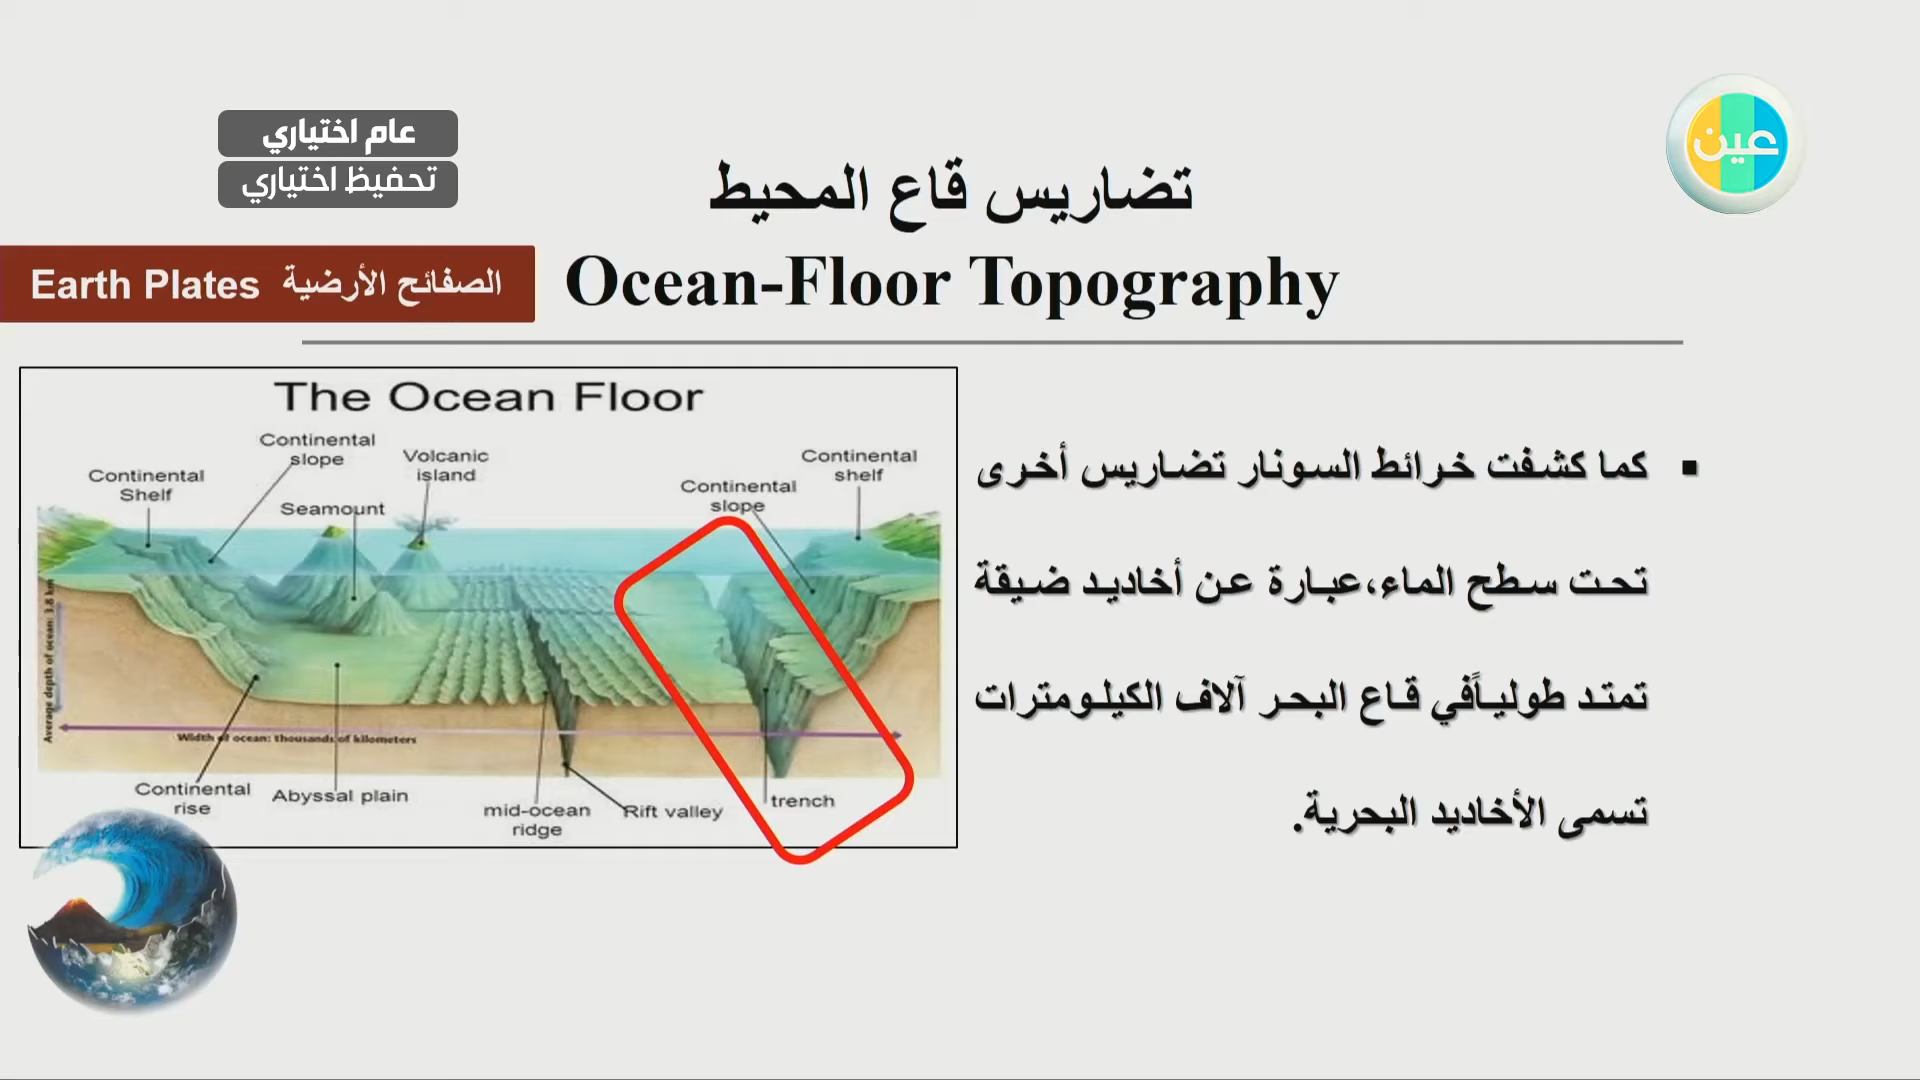 عام اختياري
تحفيظ اختياري
عين
تضاريس قاع المحيط
Earth Plates الصفائح الأرضية
Ocean-Floor Topography
The Ocean Floor
Continental
slope
Volcanic
island
Continental
shelf
Continental
Shelf
Continental
slope
Seamount
Average depth of ocean: 3.8 km
Width of ocean: thousands of kilometers
Continental
rise
Abyssal plain
mid-ocean
ridge
Rift valley
trench
▪ كما كشفت خرائط السونار تضاريس أخرى
تحت سطح الماء،عبارة عن أخاديد ضيقة
تمتد طولياًفي قاع البحر آلاف الكيلومترات
تسمى الأخاديد البحرية.